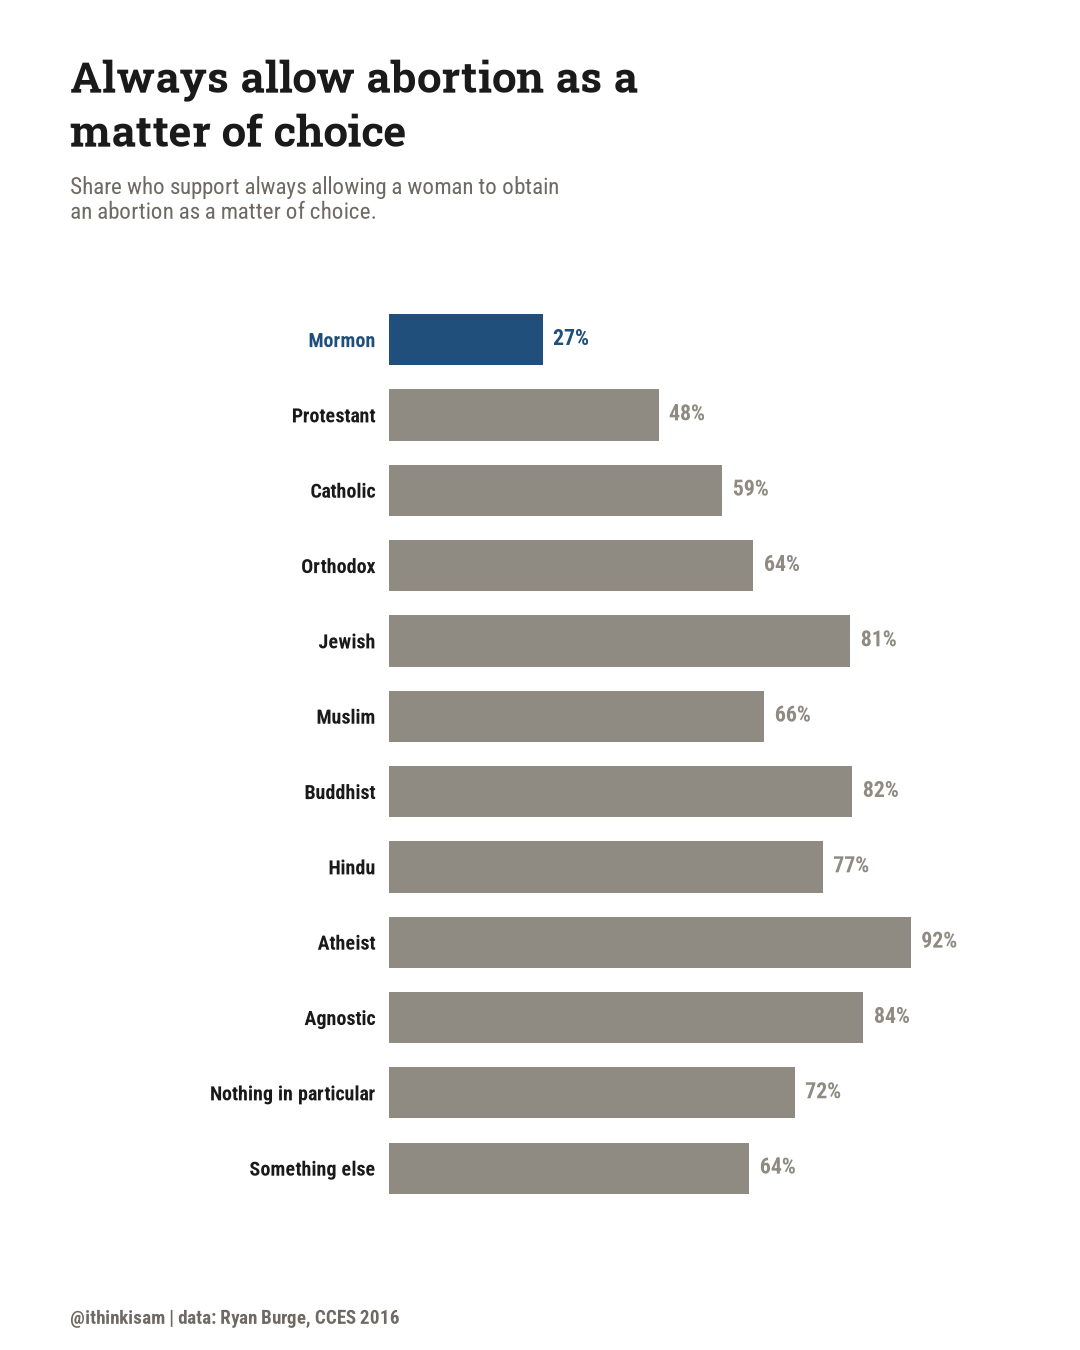 Always allow abortion as a
matter of choice
Share who support always allowing a woman to obtain
an abortion as a matter of choice.
Mormon 27%
Protestant 48%
Catholic 59%
Orthodox 64%
Jewish 81%
Muslim 66%
Buddhist 82%
Hindu 77%
Atheist 92%
Agnostic 84%
Nothing in particular 72%
Something else 64%
@ithinkisam | data: Ryan Burge, CCES 2016